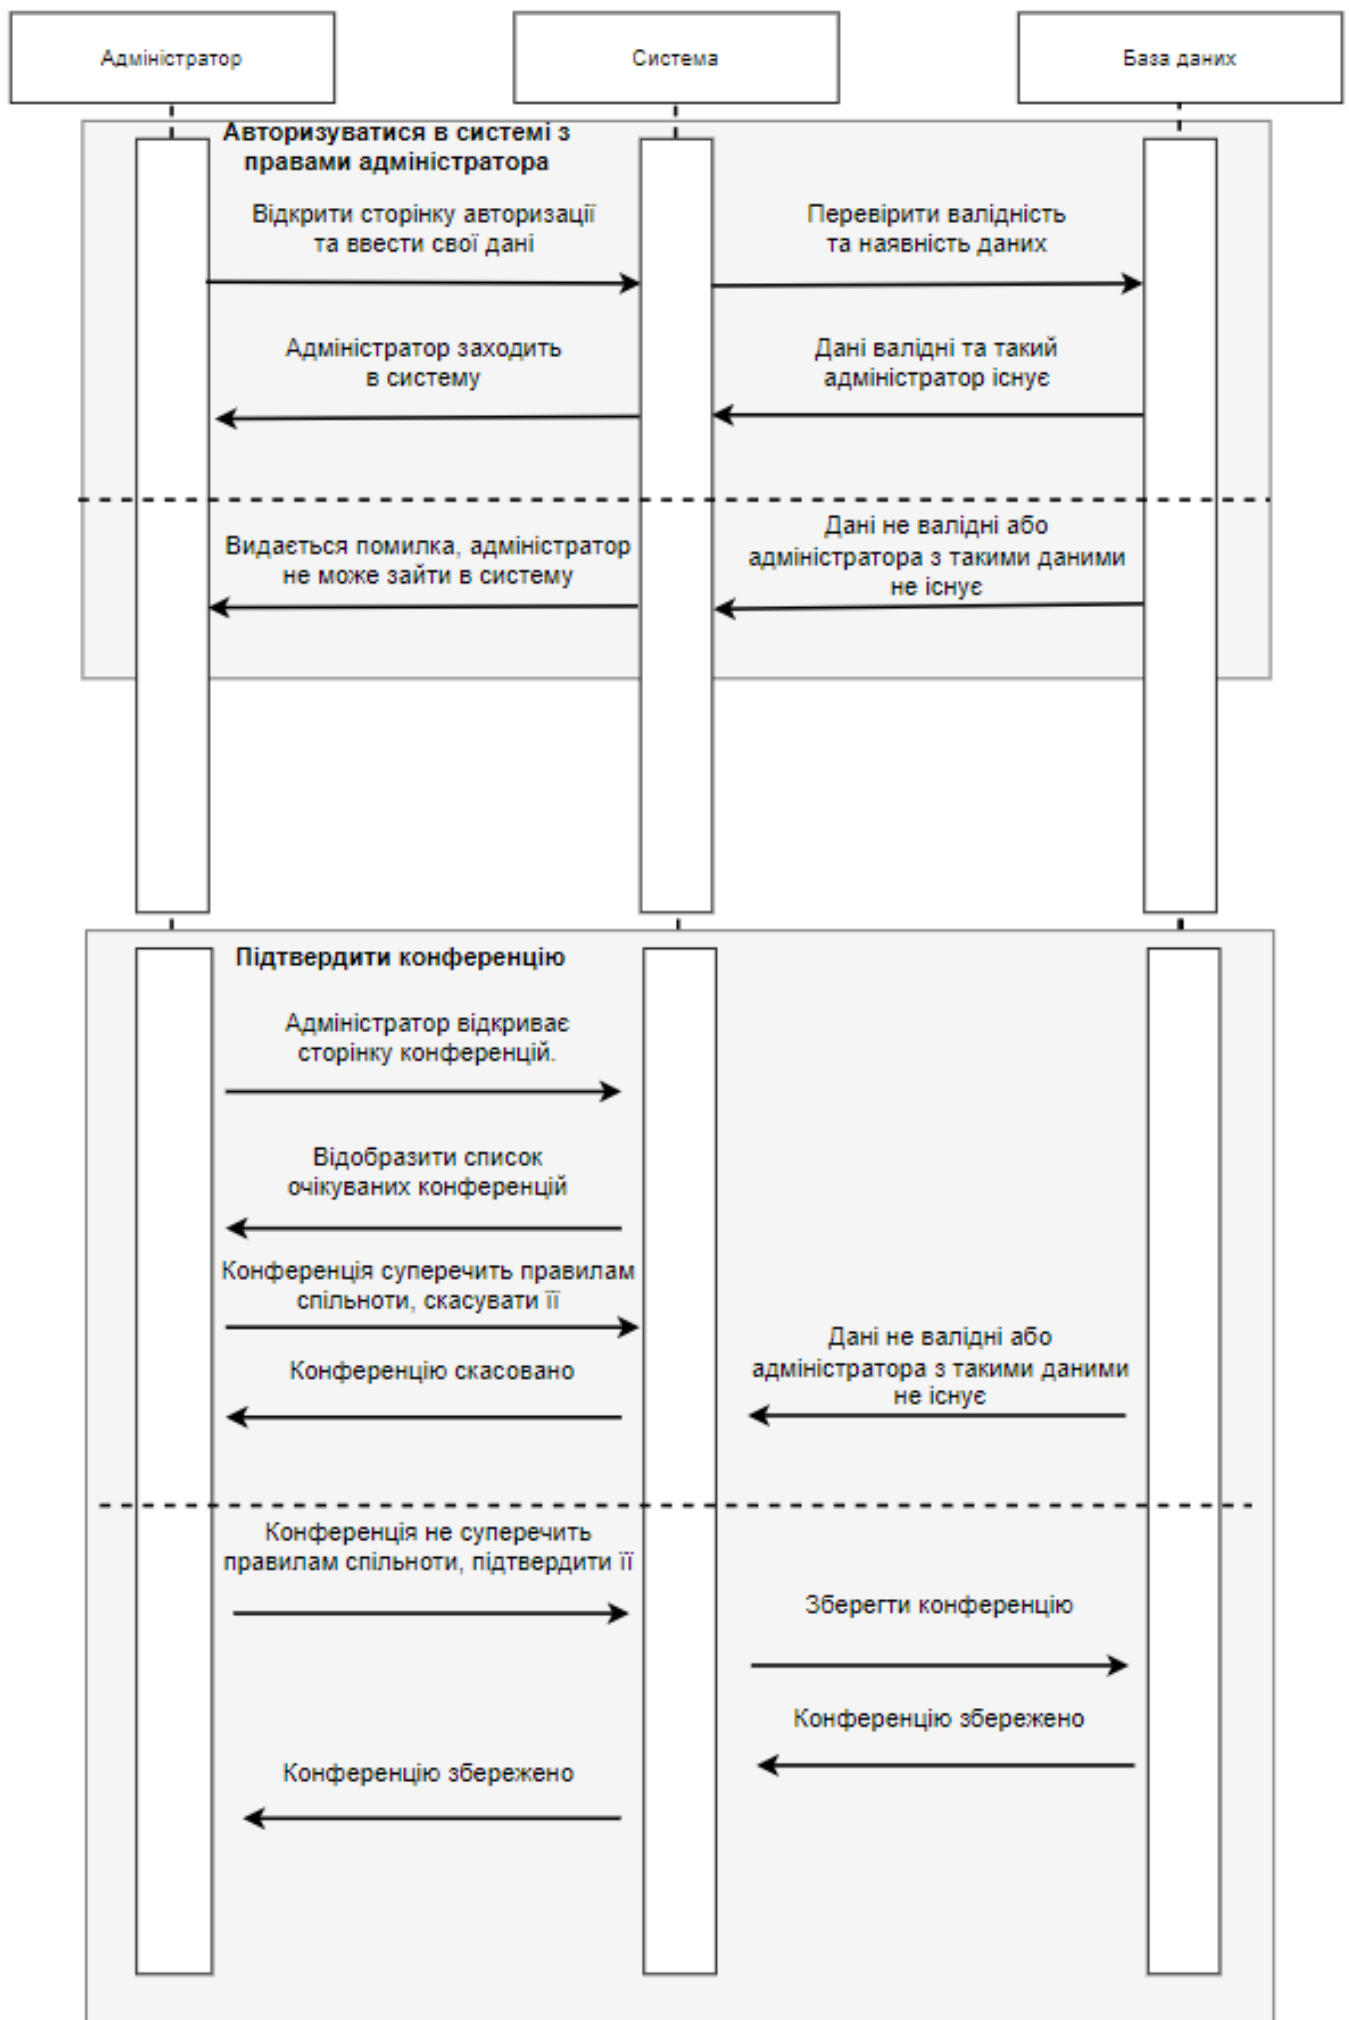 Адміністратор
Система
База даних
Авторизуватися в системі з
правами адміністратора
Відкрити сторінку авторизації
та ввести свої дані
Перевірити валідність
та наявність даних
Адміністратор заходить
в систему
Дані валідні та такий
адміністратор існує
Видається помилка, адміністратор
не може зайти в систему
Дані не валідні або
адміністратора з такими даними
не існує
Підтвердити конференцію
Адміністратор відкриває
сторінку конференцій.
Відобразити список
очікуваних конференцій
Конференція суперечить правилам
спільноти, скасувати її
Конференцію скасовано
Дані не валідні або
адміністратора з такими даними
не існує
Конференція не суперечить
правилам спільноти, підтвердити її
Зберегти конференцію
Конференцію збережено
Конференцію збережено